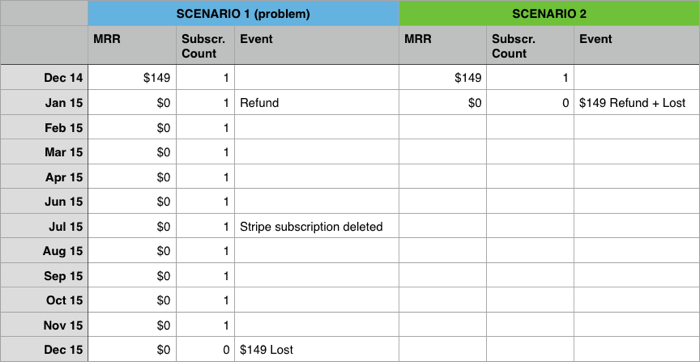 SCENARIO 1 (problem) SCENARIO 2
MRR Subscr. Count Event MRR Subscr. Count Event
Dec 14 $149 1 $149 1
Jan 15 $0 1 Refund $0 0 $149 Refund + Lost
Feb 15 $0 1
Mar 15 $0 1
Apr 15 $0 1
Jun 15 $0 1
Jul 15 $0 1 Stripe subscription deleted
Aug 15 $0 1
Sep 15 $0 1
Oct 15 $0 1
Nov 15 $0 1
Dec 15 $0 0 $149 Lost